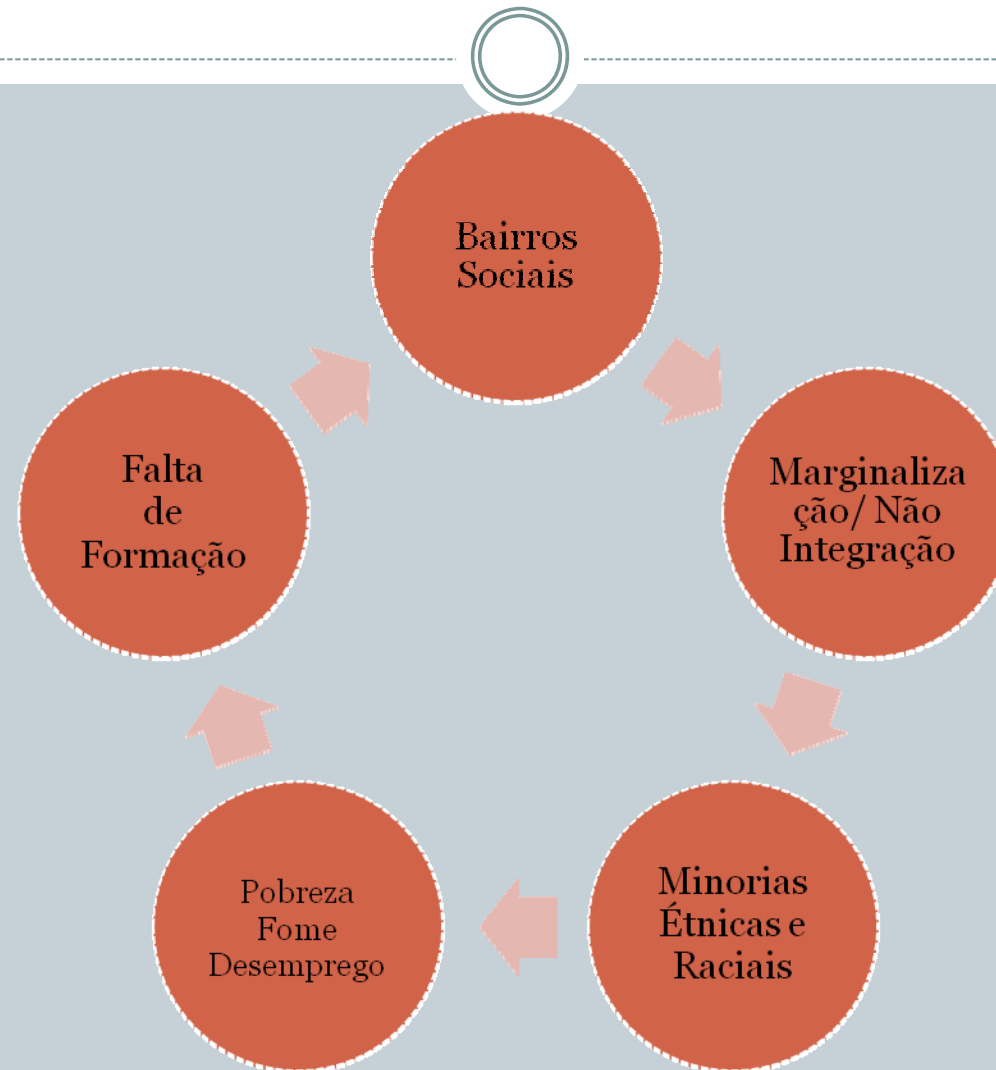 Bairros
Sociais
Marginaliza
ção/ Não
Integração
Minorias
Étnicas e
Raciais
Pobreza
Fome
Desemprego
Falta
de
Formação